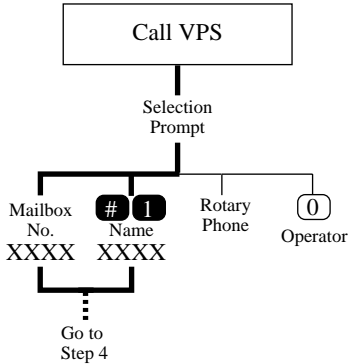 Call VPS
Selection
Prompt
Mailbox
No.
XXXX
# 1
Name
XXXX
Rotary
Phone
0
Operator
Go to
Step 4